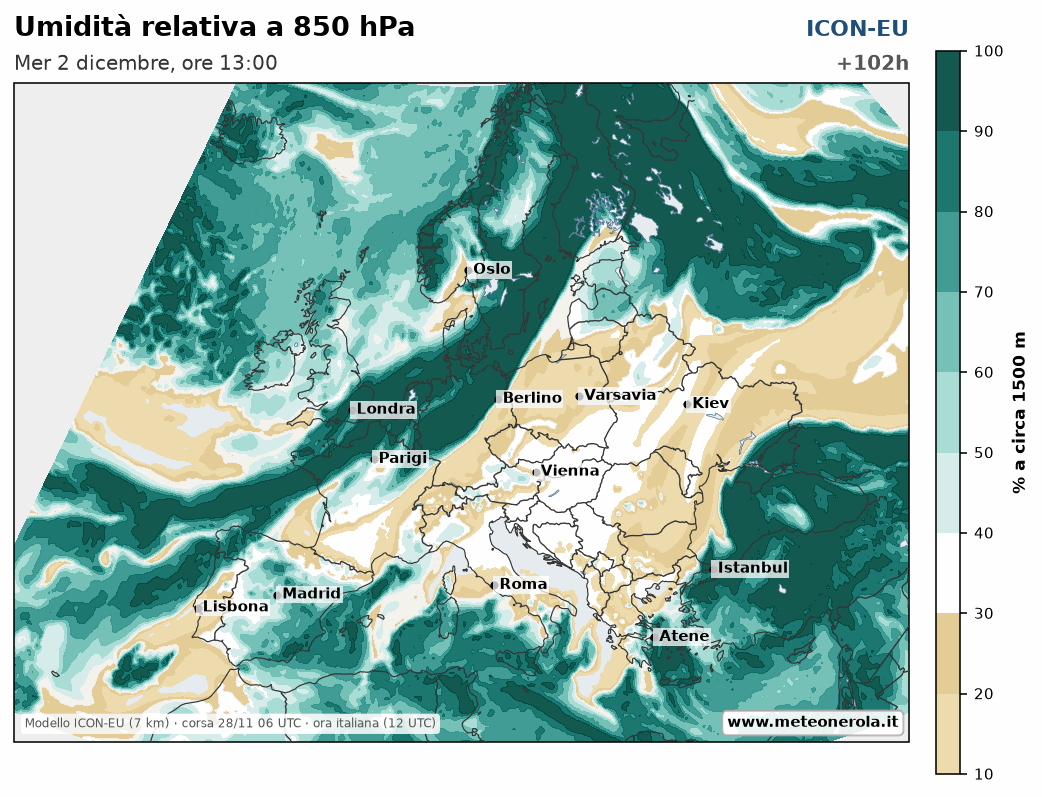 Umidità relativa a 850 hPa
ICON-EU
Mer 2 dicembre, ore 13:00
+102h
100
90
80
70
60
50
40
30
20
10
% a circa 1500 m
Oslo
Londra
Berlino
Varsavia
Kiev
Parigi
Vienna
Istanbul
Roma
Madrid
Lisbona
Atene
Modello ICON-EU (7 km) · corsa 28/11 06 UTC · ora italiana (12 UTC)
www.meteonerola.it